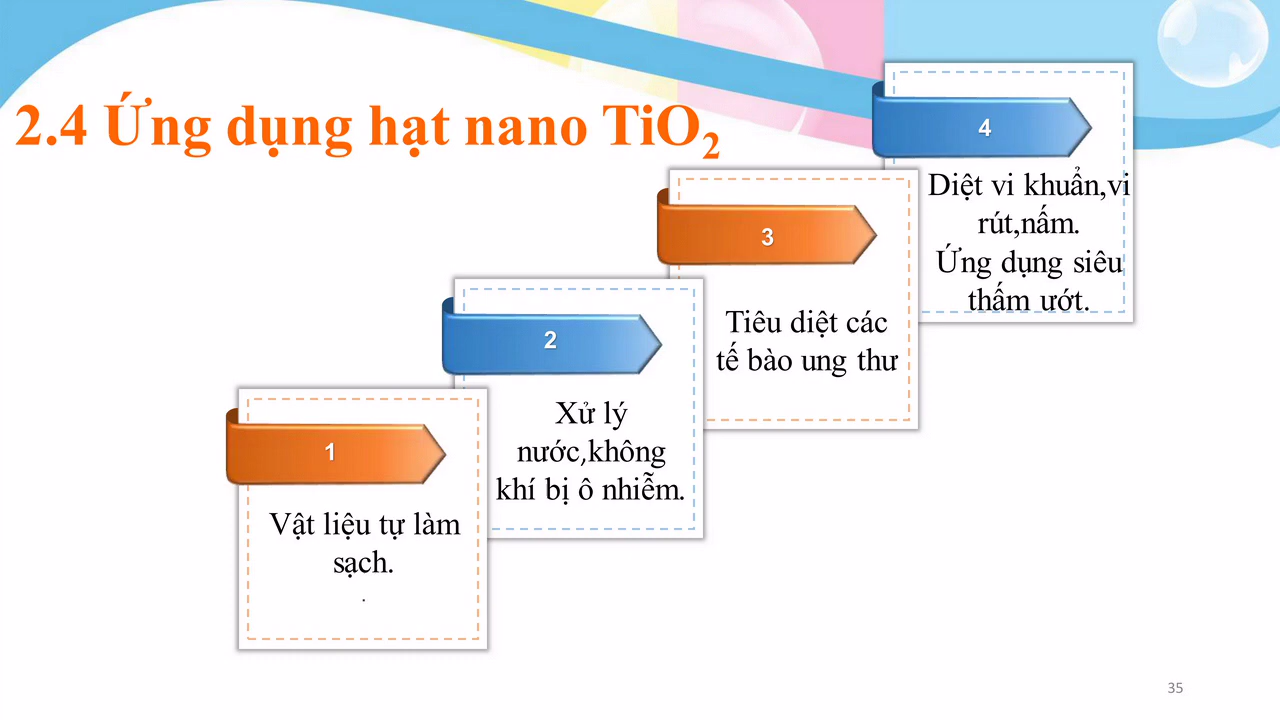 2.4 Ứng dụng hạt nano TiO₂
1
Vật liệu tự làm
sạch.
.
2
Xử lý
nước,không
khí bị ô nhiễm.
3
Tiêu diệt các
tế bào ung thư
4
Diệt vi khuẩn,vi
rút,nấm.
Ứng dụng siêu
thấm ướt.
35